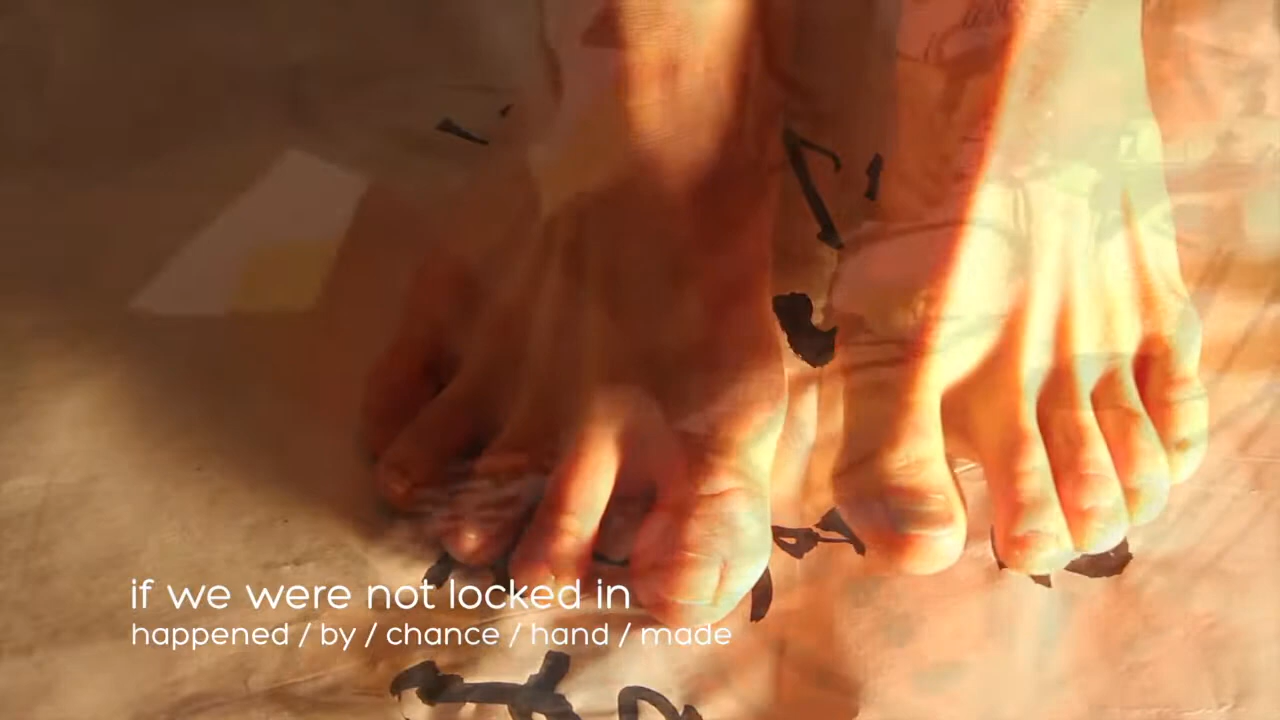 if we were not locked in
happened / by / chance / hand / made